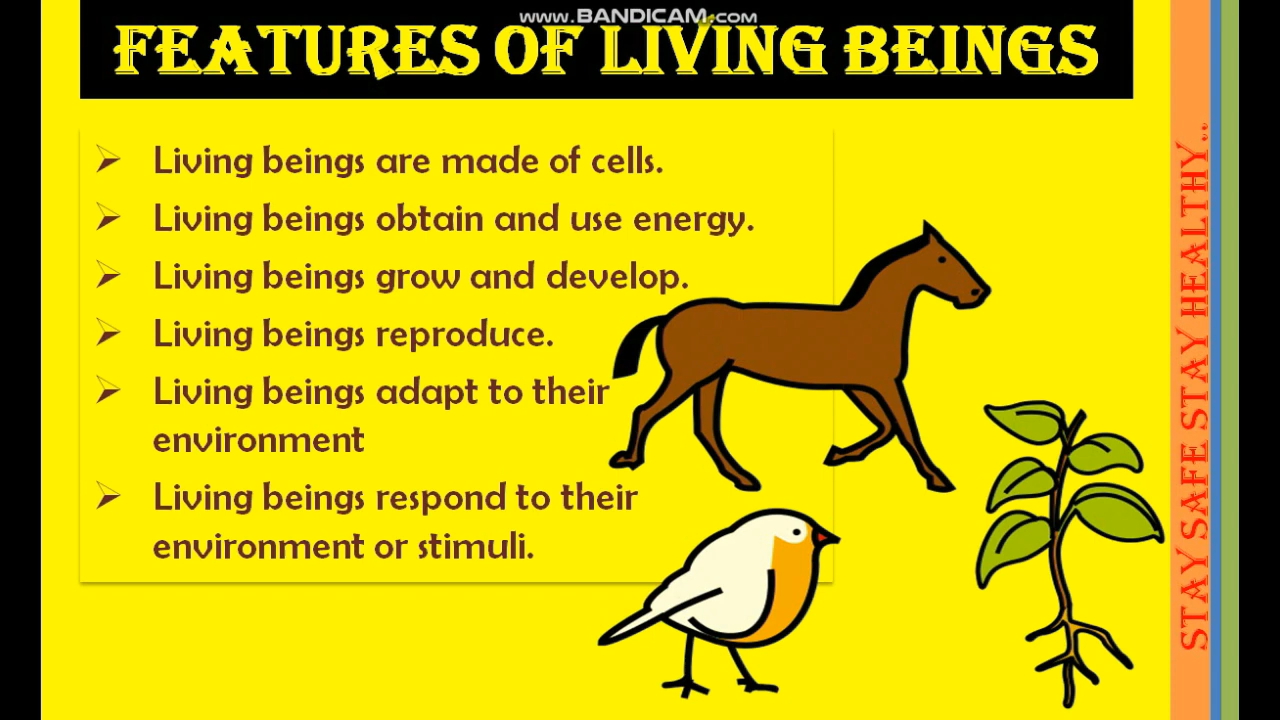 www.BANDICAM.com
FEATURES OF LIVING BEINGS
Living beings are made of cells.
Living beings obtain and use energy.
Living beings grow and develop.
Living beings reproduce.
Living beings adapt to their
environment
Living beings respond to their
environment or stimuli.
STAY SAFE STAY HEALTHY..